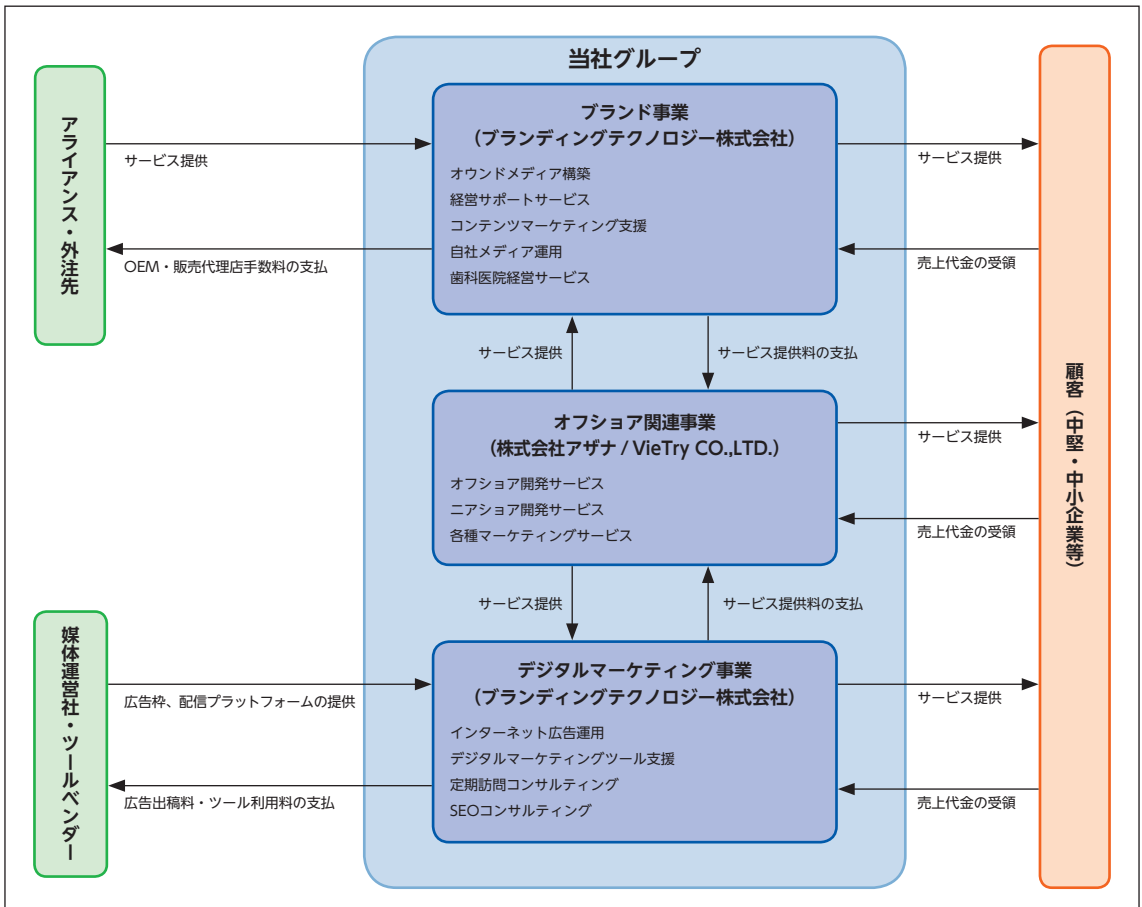 当社グループ
アライアンス・外注先
サービス提供
OEM・販売代理店手数料の支払
ブランド事業
(ブランディングテクノロジー株式会社)
オウンドメディア構築
経営サポートサービス
コンテンツマーケティング支援
自社メディア運用
歯科医院経営サービス
サービス提供
売上代金の受領
サービス提供
サービス提供料の支払
オフショア関連事業
(株式会社アザナ / VieTry CO.,LTD.)
オフショア開発サービス
ニアショア開発サービス
各種マーケティングサービス
サービス提供
売上代金の受領
顧客(中堅・中小企業等)
サービス提供
サービス提供料の支払
媒体運営社・ツールベンダー
広告枠、配信プラットフォームの提供
広告出稿料・ツール利用料の支払
デジタルマーケティング事業
(ブランディングテクノロジー株式会社)
インターネット広告運用
デジタルマーケティングツール支援
定期訪問コンサルティング
SEOコンサルティング
サービス提供
売上代金の受領